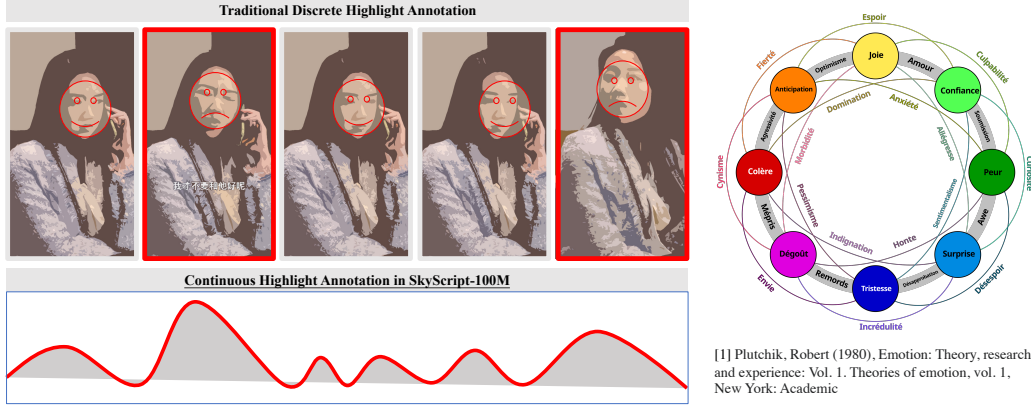 Traditional Discrete Highlight Annotation
我才不要和他好呢
Continuous Highlight Annotation in SkyScript-100M
Espoir
Fierté
Culpabilité
Joie
Optimisme
Amour
Anticipation
Confiance
Domination
Anxiété
Agressivité
Soumission
Morbidité
Allégresse
Cynisme
Colère
Peur
Curiosité
Pessimisme
Sentimentalisme
Mépris
Awe
Indignation
Honte
Dégoût
Surprise
Envie
Remords
Désapprobation
Désespoir
Tristesse
Incrédulité
[1] Plutchik, Robert (1980), Emotion: Theory, research
and experience: Vol. 1. Theories of emotion, vol. 1,
New York: Academic